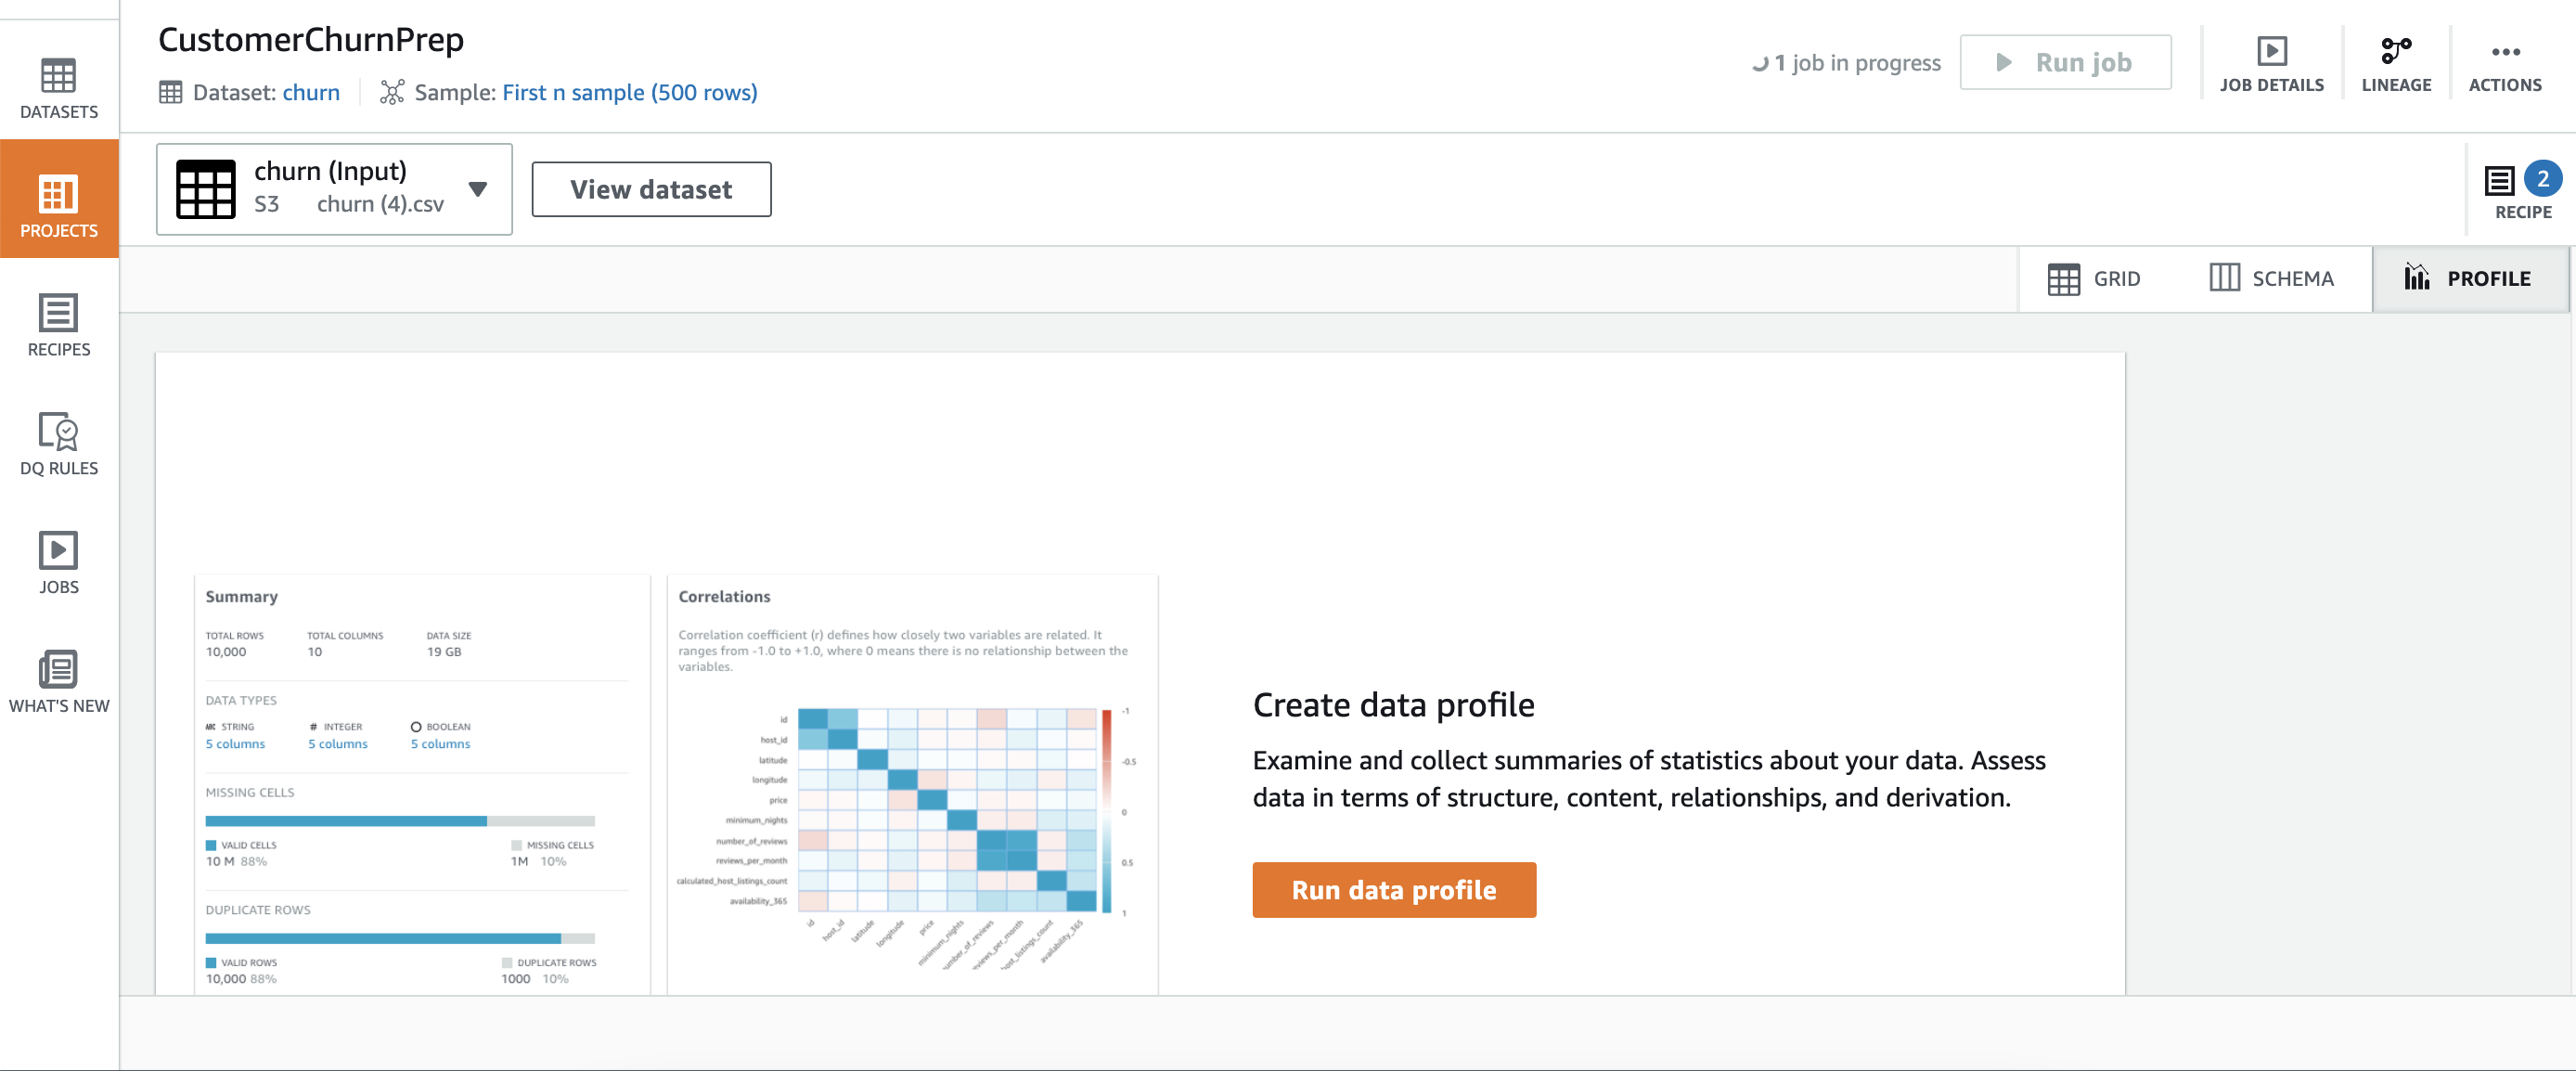 CustomerChurnPrep
Dataset: churn
Sample: First n sample (500 rows)
1 job in progress
Run job
JOB DETAILS
LINEAGE
ACTIONS
DATASETS
PROJECTS
RECIPES
DQ RULES
JOBS
WHAT'S NEW
churn (Input)
S3 churn (4).csv
View dataset
2
RECIPE
GRID
SCHEMA
PROFILE
Summary
TOTAL ROWS TOTAL COLUMNS DATA SIZE
10,000 10 19 GB
DATA TYPES
ABC STRING # INTEGER BOOLEAN
5 columns 5 columns 5 columns
MISSING CELLS
VALID CELLS MISSING CELLS
10 M 88% 1M 10%
DUPLICATE ROWS
VALID ROWS DUPLICATE ROWS
10,000 88% 1000 10%
Correlations
Correlation coefficient (r) defines how closely two variables are related. It
ranges from -1.0 to +1.0, where 0 means there is no relationship between the
variables.
id
host_id
latitude
longitude
price
minimum_nights
number_of_reviews
reviews_per_month
calculated_host_listings_count
availability_365
-1
-0.5
0
0.5
1
id
host_id
latitude
longitude
price
minimum_nights
number_of_reviews
reviews_per_month
host_listings_count
availability_365
Create data profile
Examine and collect summaries of statistics about your data. Assess
data in terms of structure, content, relationships, and derivation.
Run data profile